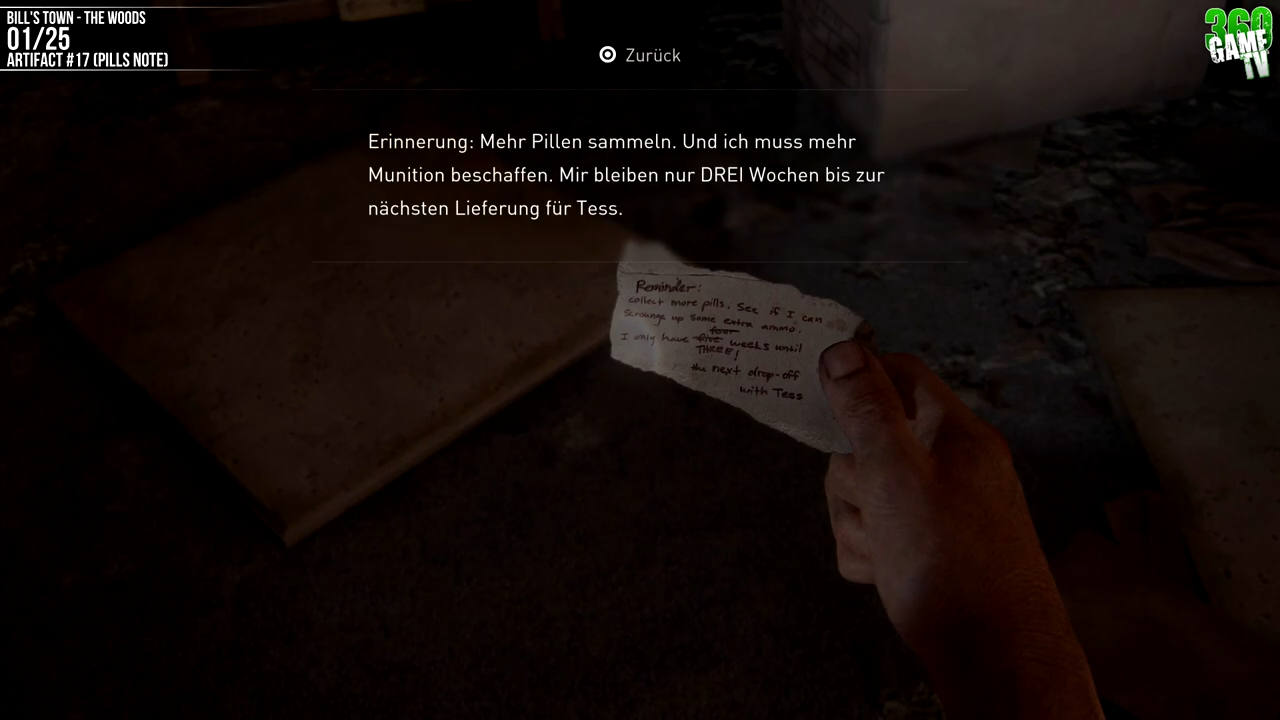 BILL'S TOWN - THE WOODS
01/25
ARTIFACT #17 (PILLS NOTE)
360
GAME
TV
Zurück
Erinnerung: Mehr Pillen sammeln. Und ich muss mehr
Munition beschaffen. Mir bleiben nur DREI Wochen bis zur
nächsten Lieferung für Tess.
Reminder:
collect more pills. See if I can
scrounge up some extra ammo.
four
I only have five weeks until
THREE!
the next drop-off
with Tess